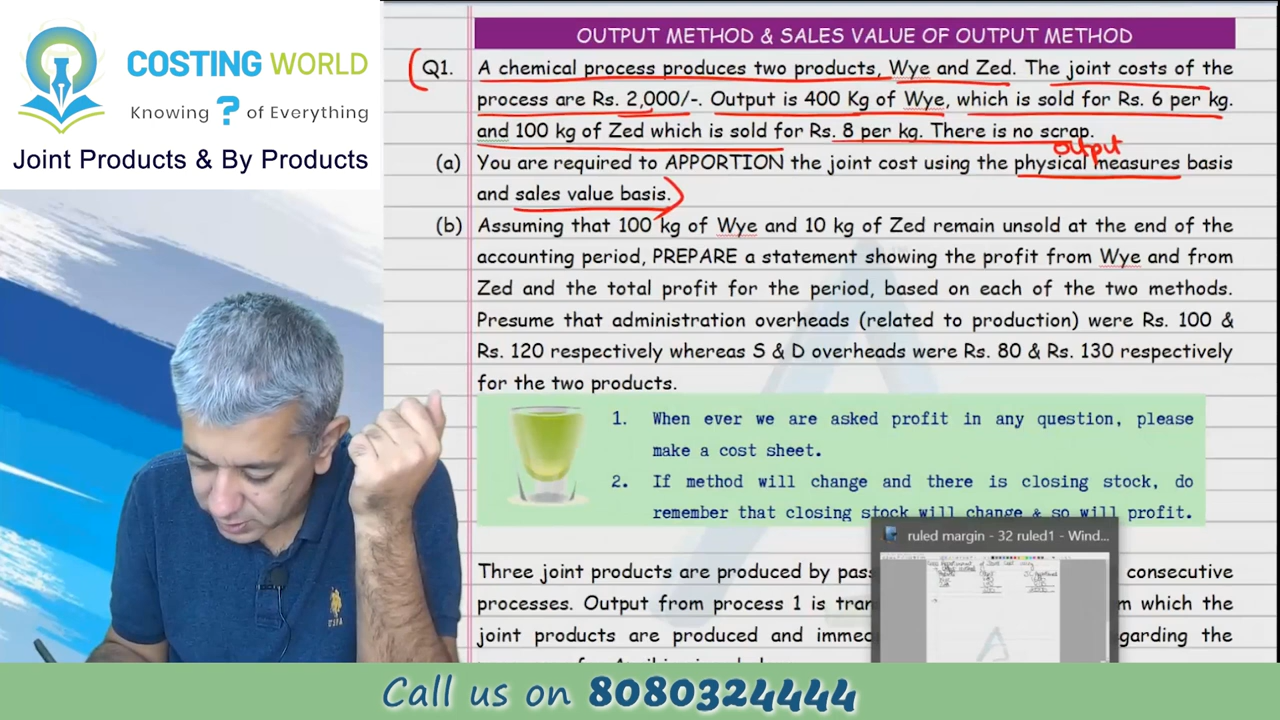 COSTING WORLD
Knowing ? of Everything
Joint Products & By Products
OUTPUT METHOD & SALES VALUE OF OUTPUT METHOD
Q1. A chemical process produces two products, Wye and Zed. The joint costs of the
process are Rs. 2,000/-. Output is 400 Kg of Wye, which is sold for Rs. 6 per kg.
and 100 kg of Zed which is sold for Rs. 8 per kg. There is no scrap.
output
(a) You are required to APPORTION the joint cost using the physical measures basis
and sales value basis.
(b) Assuming that 100 kg of Wye and 10 kg of Zed remain unsold at the end of the
accounting period, PREPARE a statement showing the profit from Wye and from
Zed and the total profit for the period, based on each of the two methods.
Presume that administration overheads (related to production) were Rs. 100 &
Rs. 120 respectively whereas S & D overheads were Rs. 80 & Rs. 130 respectively
for the two products.
1. When ever we are asked profit in any question, please
make a cost sheet.
2. If method will change and there is closing stock, do
remember that closing stock will change & so will profit.
ruled margin - 32 ruled1 - Wind...
Three joint products are produced by pas consecutive
processes. Output from process 1 is tran m which the
joint products are produced and immed garding the
Call us on 8080324444